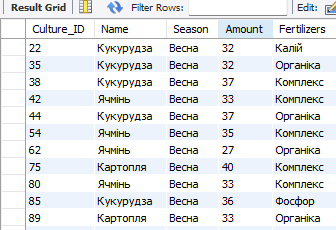 Result Grid Filter Rows: Edit:
Culture_ID Name Season Amount Fertilizers
22 Кукурудза Весна 32 Калій
35 Кукурудза Весна 32 Органіка
38 Кукурудза Весна 37 Комплекс
42 Ячмінь Весна 33 Комплекс
44 Кукурудза Весна 37 Органіка
54 Ячмінь Весна 35 Комплекс
62 Ячмінь Весна 27 Органіка
75 Картопля Весна 40 Комплекс
80 Ячмінь Весна 33 Комплекс
85 Кукурудза Весна 36 Фосфор
89 Картопля Весна 33 Органіка